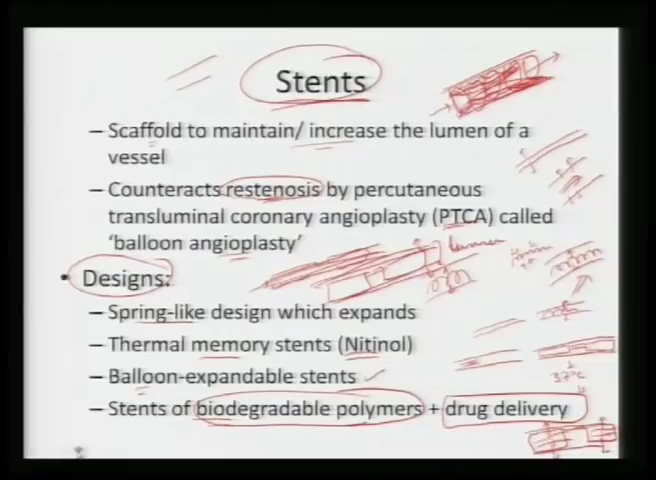 Stents
– Scaffold to maintain/ increase the lumen of a
vessel
– Counteracts restenosis by percutaneous
transluminal coronary angioplasty (PTCA) called
‘balloon angioplasty’
lumen
• Designs:
– Spring-like design which expands
– Thermal memory stents (Nitinol)
37°C
– Balloon-expandable stents
– Stents of biodegradable polymers + drug delivery